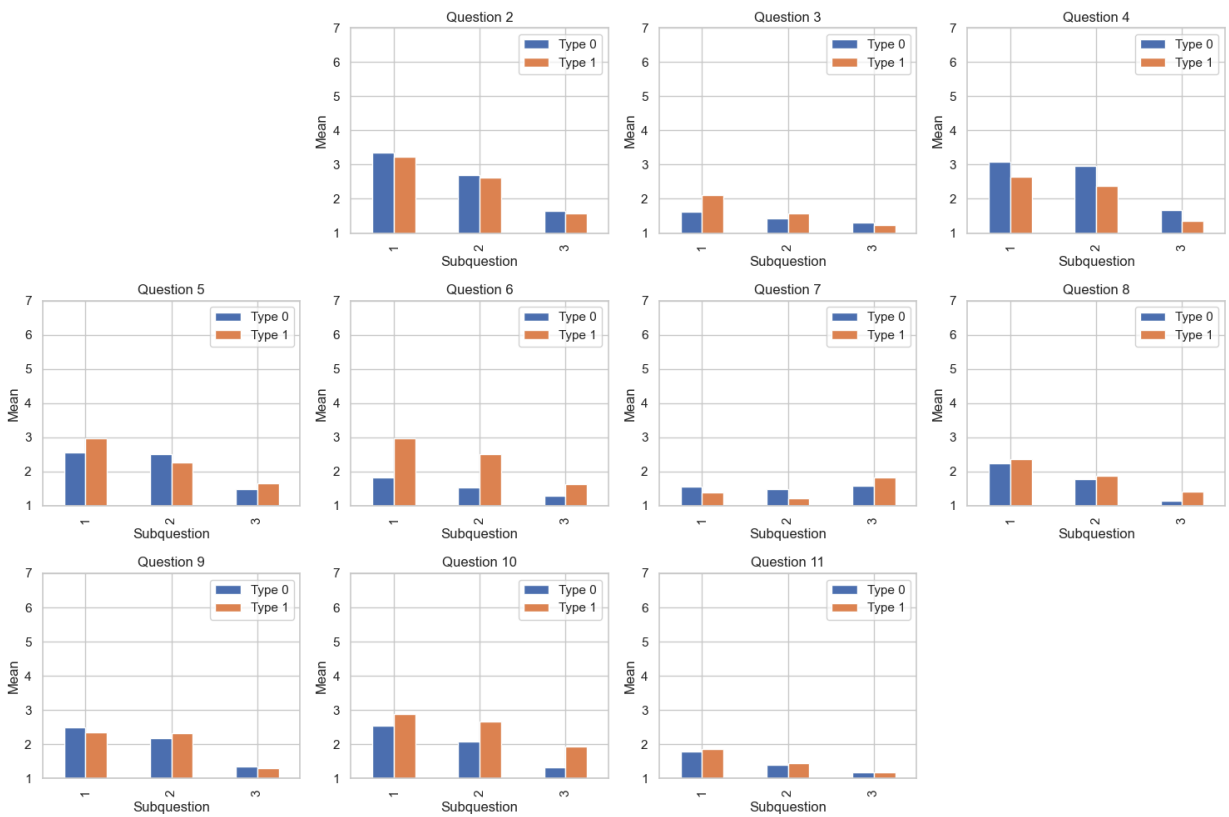 Question 2
7
6
5
4
3
2
1
Mean
Type 0
Type 1
1
2
3
Subquestion
Question 3
7
6
5
4
3
2
1
Mean
Type 0
Type 1
1
2
3
Subquestion
Question 4
7
6
5
4
3
2
1
Mean
Type 0
Type 1
1
2
3
Subquestion
Question 5
7
6
5
4
3
2
1
Mean
Type 0
Type 1
1
2
3
Subquestion
Question 6
7
6
5
4
3
2
1
Mean
Type 0
Type 1
1
2
3
Subquestion
Question 7
7
6
5
4
3
2
1
Mean
Type 0
Type 1
1
2
3
Subquestion
Question 8
7
6
5
4
3
2
1
Mean
Type 0
Type 1
1
2
3
Subquestion
Question 9
7
6
5
4
3
2
1
Mean
Type 0
Type 1
1
2
3
Subquestion
Question 10
7
6
5
4
3
2
1
Mean
Type 0
Type 1
1
2
3
Subquestion
Question 11
7
6
5
4
3
2
1
Mean
Type 0
Type 1
1
2
3
Subquestion